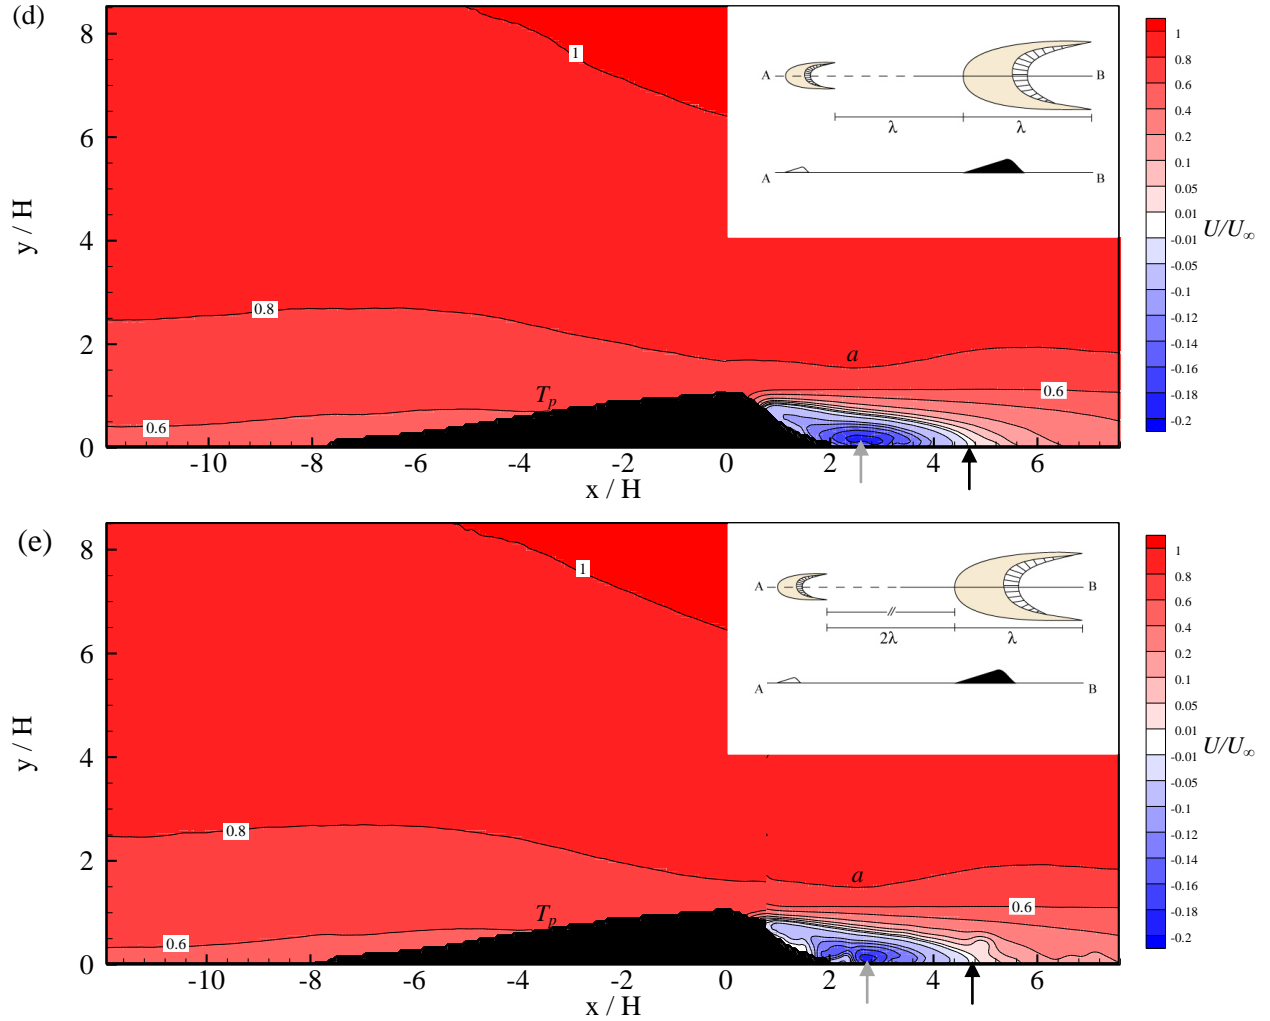 (d)
8
6
4
2
0
y / H
1
0.8
0.6
T_p
a
0.6
-10
-8
-6
-4
-2
0
2
4
6
x / H
A
B
λ
λ
A
B
1
0.8
0.6
0.4
0.2
0.1
0.05
0.01
-0.01
-0.05
-0.1
-0.12
-0.14
-0.16
-0.18
-0.2
U/U∞
(e)
8
6
4
2
0
y / H
1
0.8
0.6
T_p
a
0.6
-10
-8
-6
-4
-2
0
2
4
6
x / H
A
B
//
2λ
λ
A
B
1
0.8
0.6
0.4
0.2
0.1
0.05
0.01
-0.01
-0.05
-0.1
-0.12
-0.14
-0.16
-0.18
-0.2
U/U∞